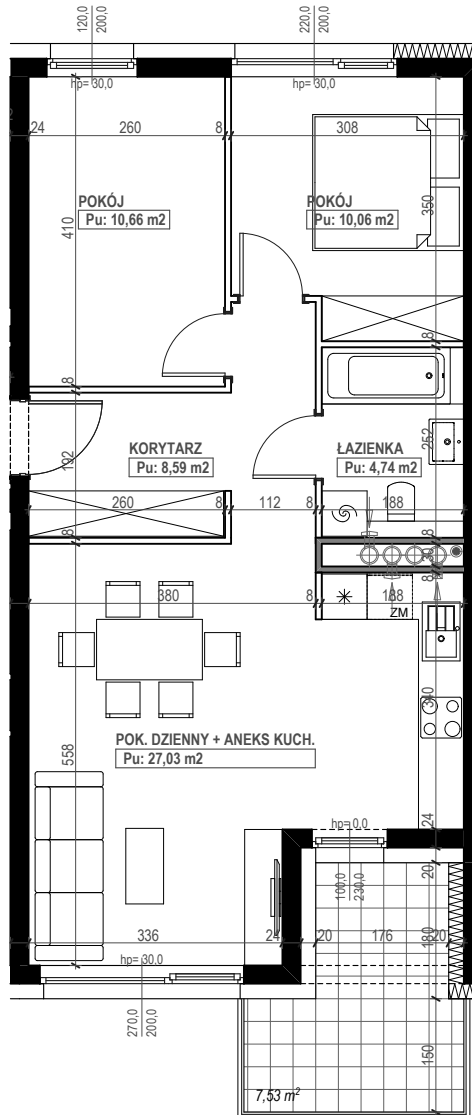 120,0
200,0
220,0
200,0
hp= 30,0
hp= 30,0
24
260
8
308
POKÓJ
Pu: 10,66 m2
POKÓJ
Pu: 10,06 m2
410
350
8
8
192
KORYTARZ
Pu: 8,59 m2
ŁAZIENKA
Pu: 4,74 m2
252
260
8
112
188
8
8
30
8
380
8
188
ZM
340
558
POK. DZIENNY + ANEKS KUCH.
Pu: 27,03 m2
hp= 0,0
24
100,0
230,0
20
336
24
20
176
20
180
hp= 30,0
270,0
200,0
150
7,53 m²